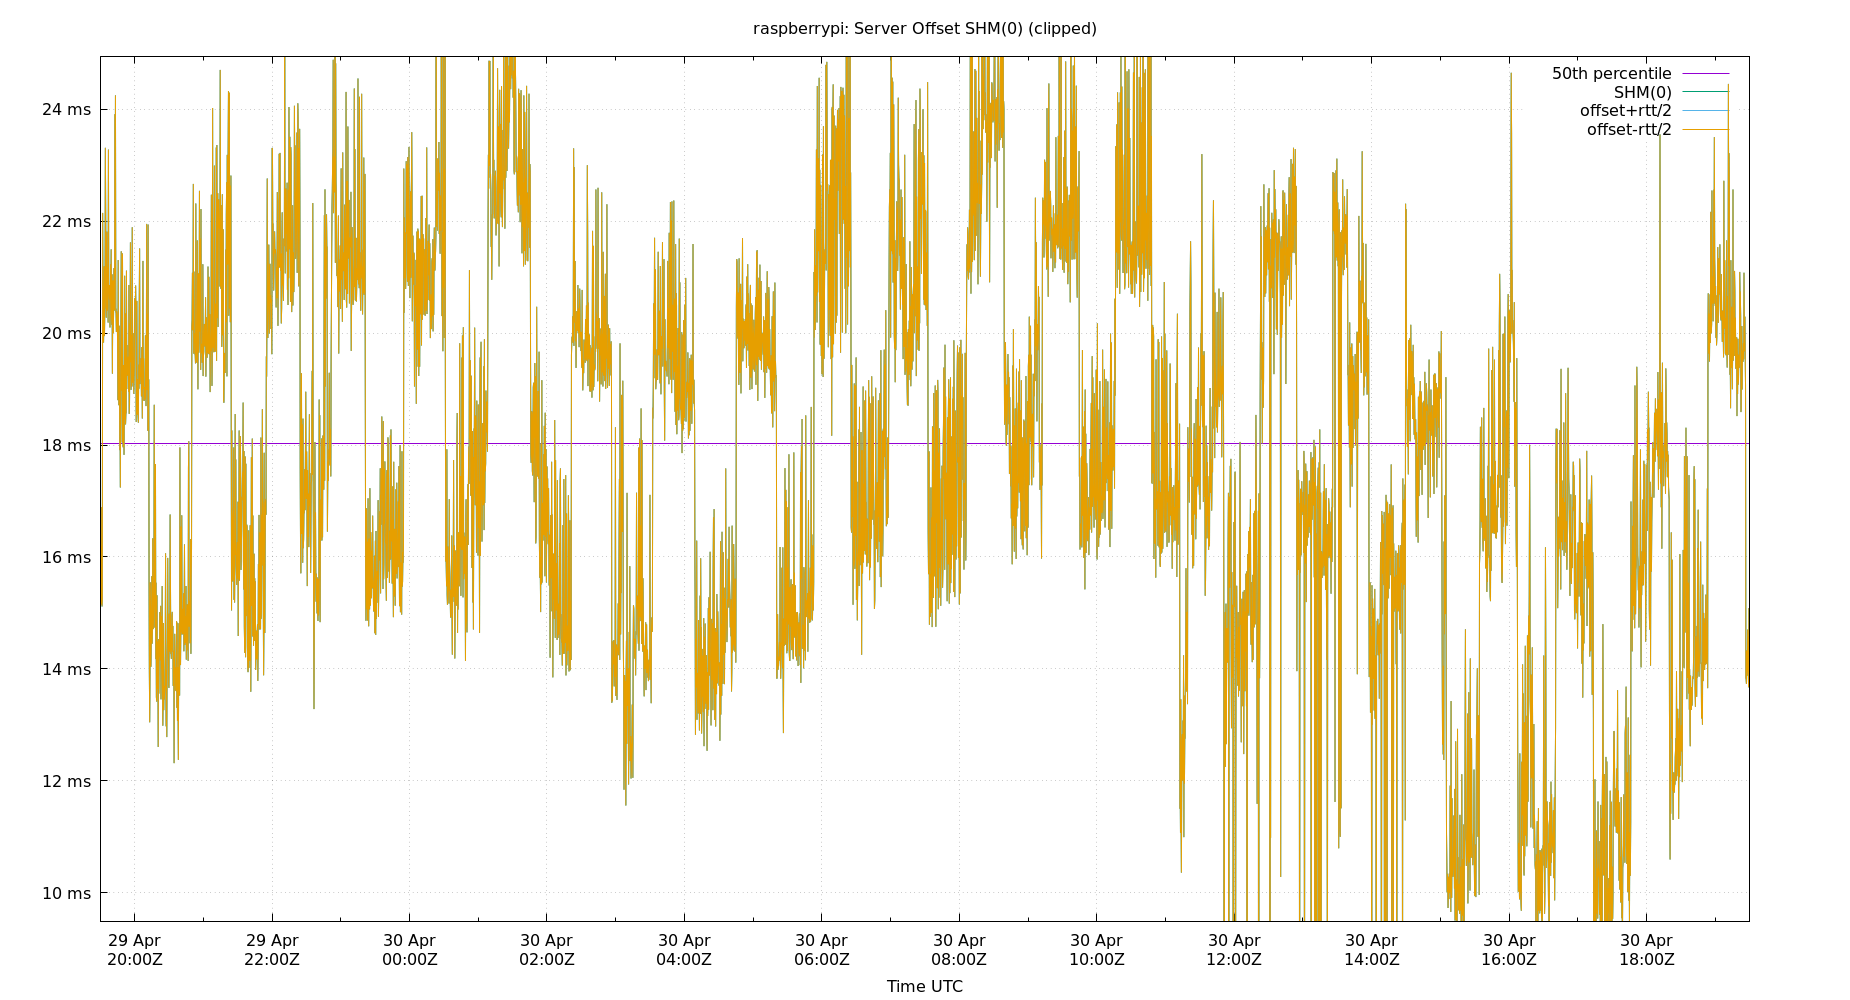 raspberrypi: Server Offset SHM(0) (clipped)
50th percentile
SHM(0)
offset+rtt/2
offset-rtt/2
24 ms
22 ms
20 ms
18 ms
16 ms
14 ms
12 ms
10 ms
29 Apr 29 Apr 30 Apr 30 Apr 30 Apr 30 Apr 30 Apr 30 Apr 30 Apr 30 Apr 30 Apr 30 Apr
20:00Z 22:00Z 00:00Z 02:00Z 04:00Z 06:00Z 08:00Z 10:00Z 12:00Z 14:00Z 16:00Z 18:00Z
Time UTC